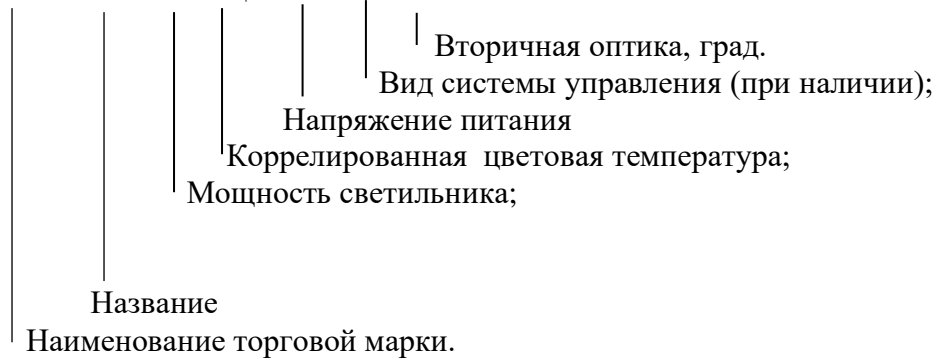 Вторичная оптика, град.
Вид системы управления (при наличии);
Напряжение питания
Коррелированная цветовая температура;
Мощность светильника;
Название
Наименование торговой марки.